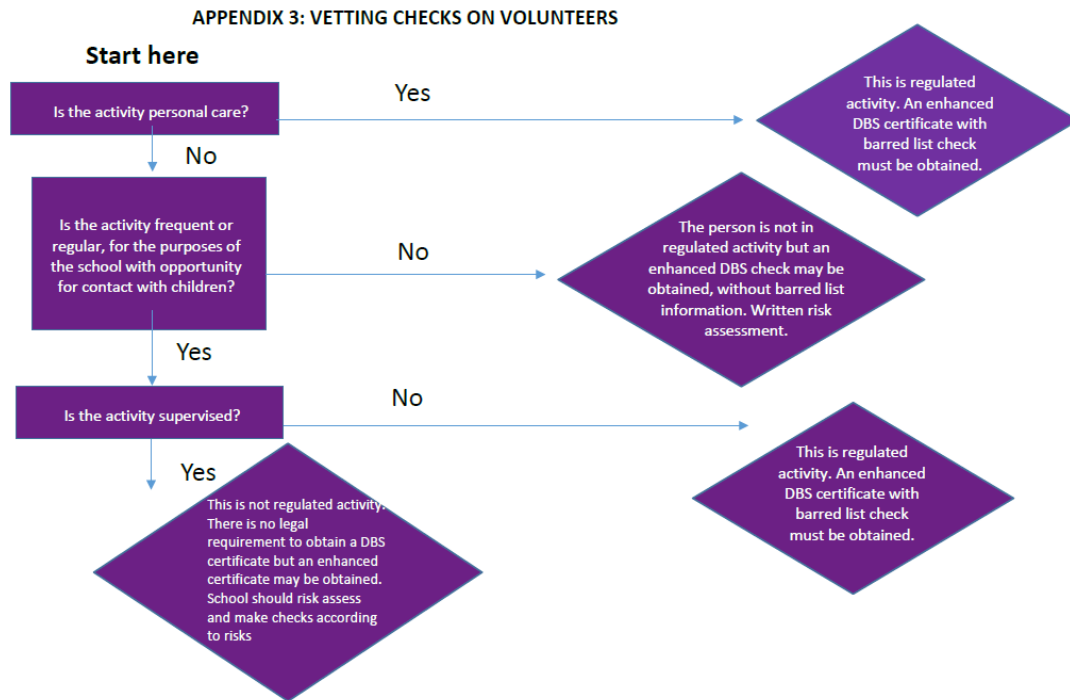 APPENDIX 3: VETTING CHECKS ON VOLUNTEERS
Start here
Is the activity personal care?
Yes
This is
regulated
activity. An enhanced
DBS certificate with
barred list check
must be obtained.
No
Is the activity frequent or
regular, for the purposes of
the school with opportunity
for contact with children?
No
The person is not in
regulated activity but an
enhanced DBS check may be
obtained, without barred list
information. Written risk
assessment.
Yes
Is the activity supervised?
No
This is regulated
activity. An enhanced
DBS certificate with
barred list check
must be obtained.
Yes
This is not regulated activity.
There is no legal
requirement to obtain a DBS
certificate but an enhanced
certificate may be obtained.
School should risk assess
and make checks according
to risks